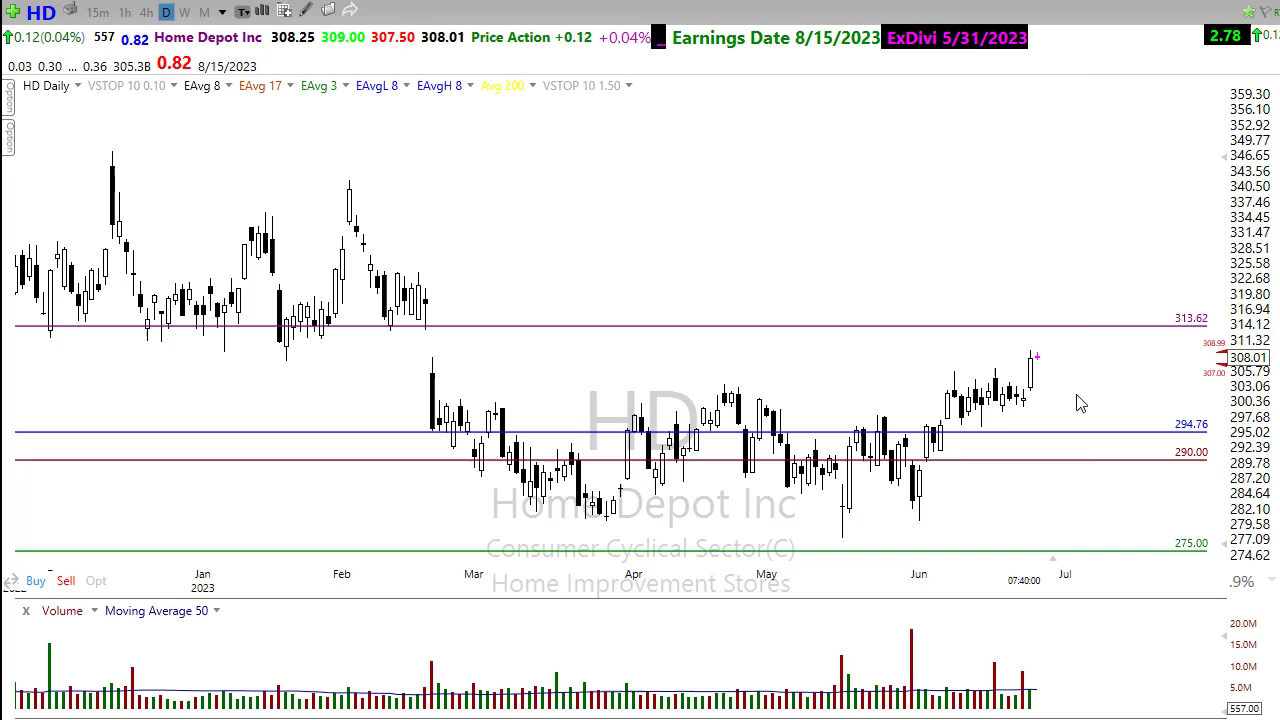 HD 15m 1h 4h D W M T
0.12(0.04%) 557 0.82 Home Depot Inc 308.25 309.00 307.50 308.01 Price Action +0.12 +0.04% Earnings Date 8/15/2023 ExDivi 5/31/2023 2.78
0.03 0.30 ... 0.36 305.3B 0.82 8/15/2023
HD Daily VSTOP 10 0.10 EAvg 8 EAvg 17 EAvg 3 EAvgL 8 EAvgH 8 Avg 200 VSTOP 10 1.50
Option
Option
359.30
356.10
352.92
349.77
346.65
343.56
340.50
337.46
334.45
331.47
328.51
325.58
322.68
319.80
316.94
314.12
311.32
308.01
305.79
303.06
300.36
297.68
295.02
292.39
289.78
287.20
284.64
282.10
279.58
277.09
274.62
313.62
308.99
307.00
294.76
290.00
275.00
HD
Home Depot Inc
Consumer Cyclical Sector(C)
Home Improvement Stores
Jan Feb Mar Apr May Jun Jul
2023 07:40:00
Buy Sell Opt .9%
x Volume Moving Average 50
20.0M
15.0M
10.0M
5.0M
557.00